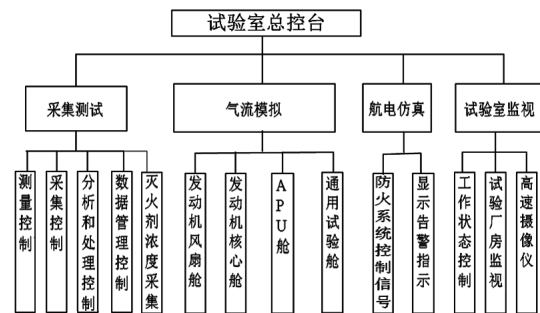 试验室总控台
采集测试
气流模拟
航电仿真
试验室监视
测量控制
采集控制
分析和处理控制
数据管理控制
灭火剂浓度采集
发动机风扇舱
发动机核心舱
APU舱
通用试验舱
防火系统控制信号
显示告警指示
工作状态控制
试验厂房监视
高速摄像仪